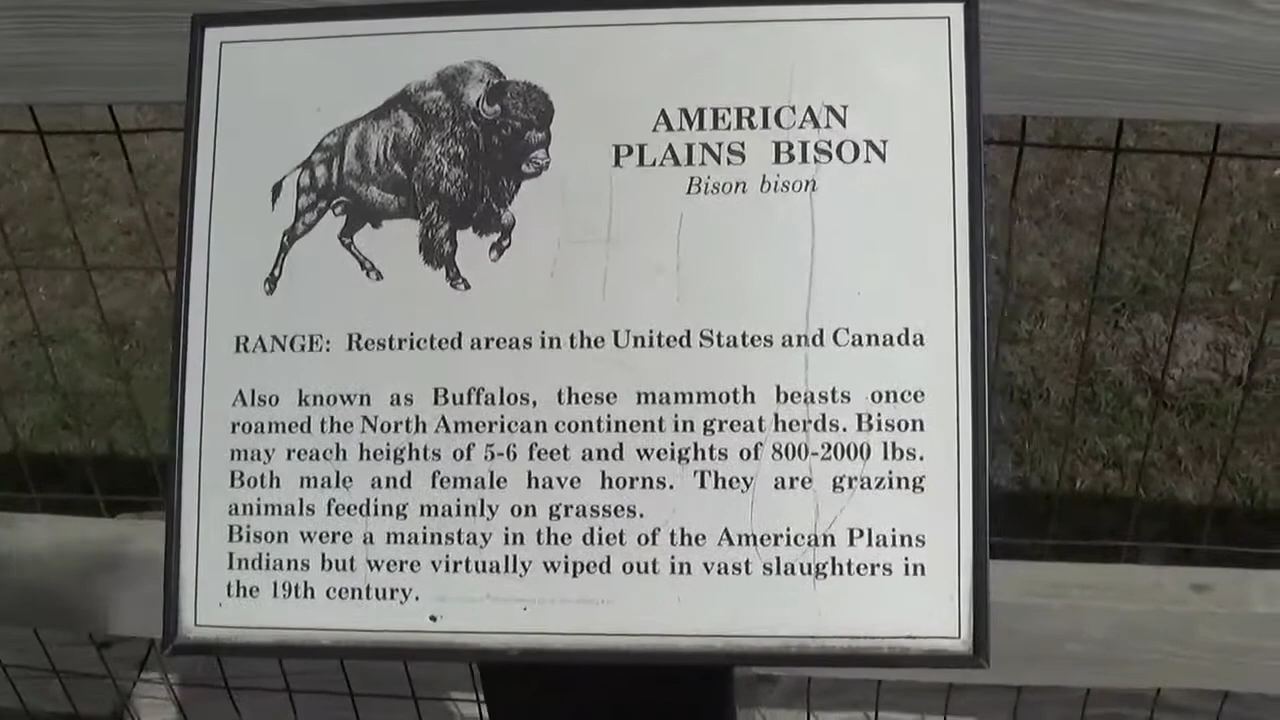 AMERICAN
PLAINS BISON
Bison bison
RANGE: Restricted areas in the United States and Canada
Also known as Buffalos, these mammoth beasts once
roamed the North American continent in great herds. Bison
may reach heights of 5-6 feet and weights of 800-2000 lbs.
Both male and female have horns. They are grazing
animals feeding mainly on grasses.
Bison were a mainstay in the diet of the American Plains
Indians but were virtually wiped out in vast slaughters in
the 19th century.